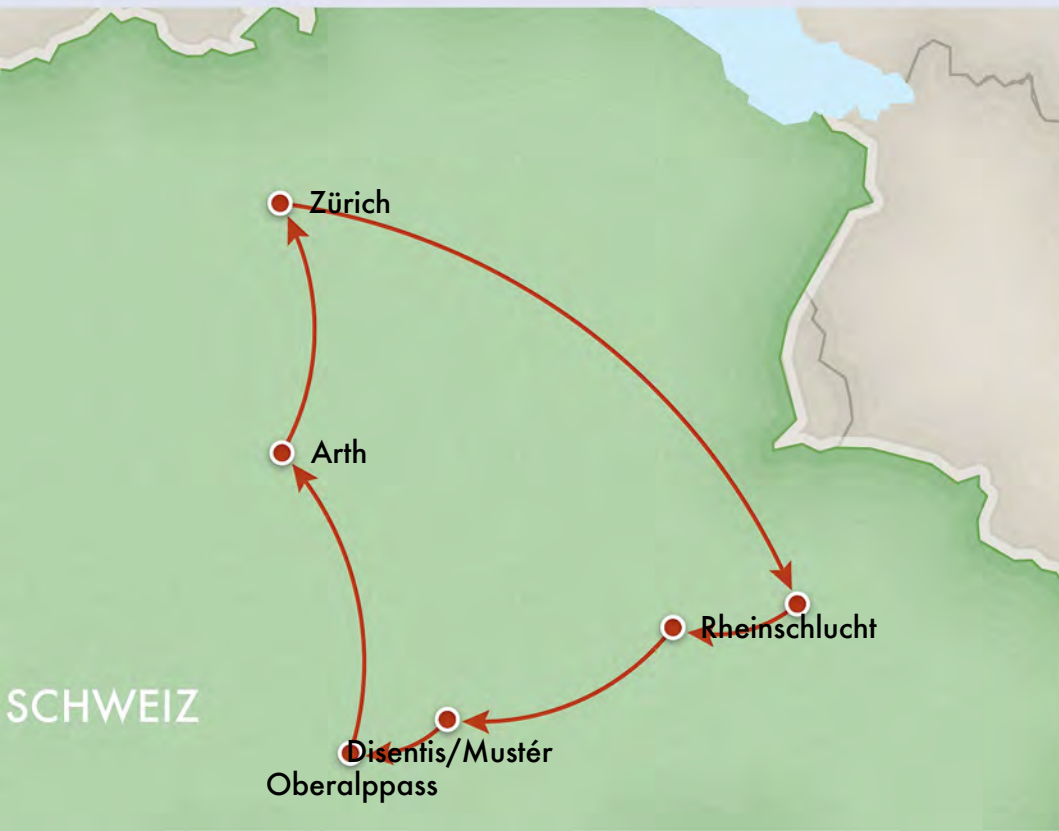 Zürich
Arth
Rheinschlucht
SCHWEIZ
Disentis/Mustér
Oberalppass